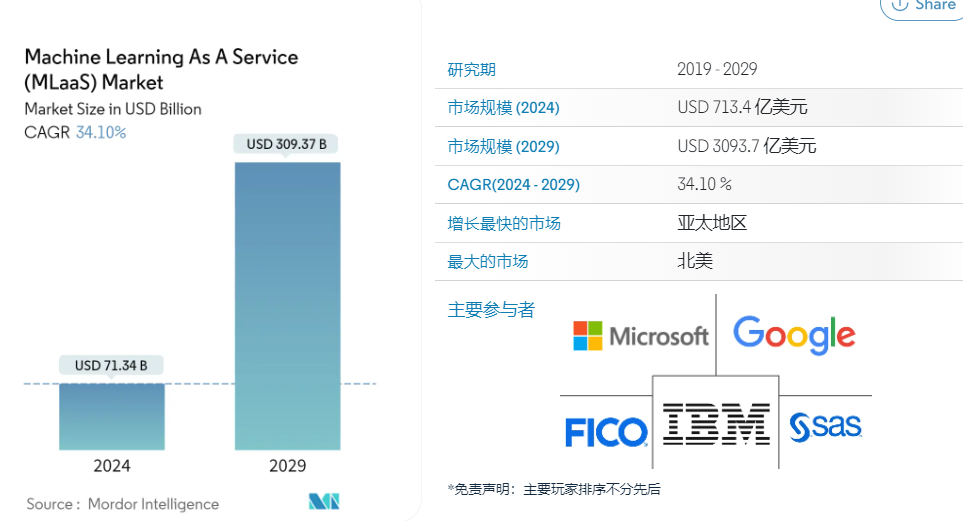 Share
Machine Learning As A Service
(MLaaS) Market
Market Size in USD Billion
CAGR 34.10%
USD 309.37 B
USD 71.34 B
2024
2029
Source : Mordor Intelligence
研究期 2019 - 2029
市场规模 (2024) USD 713.4 亿美元
市场规模 (2029) USD 3093.7 亿美元
CAGR(2024 - 2029) 34.10 %
增长最快的市场 亚太地区
最大的市场 北美
主要参与者
Microsoft
Google
FICO
IBM
sas
*免责声明：主要玩家排序不分先后